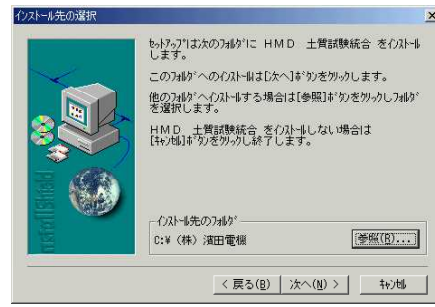 インストール先の選択
セットアップは次のフォルダに HMD 土質試験統合 をインストール
します。
このフォルダへのインストールは[次へ]ボタンをクリックします。
他のフォルダへインストールする場合は[参照]ボタンをクリックしフォルダ
を選択します。
HMD 土質試験統合 をインストールしない場合は
[キャンセル]ボタンをクリックし終了します。
InstallShield
インストール先のフォルダ
C:¥ (株) 濱田電機
参照(R)...
< 戻る(B)
次へ(N) >
キャンセル